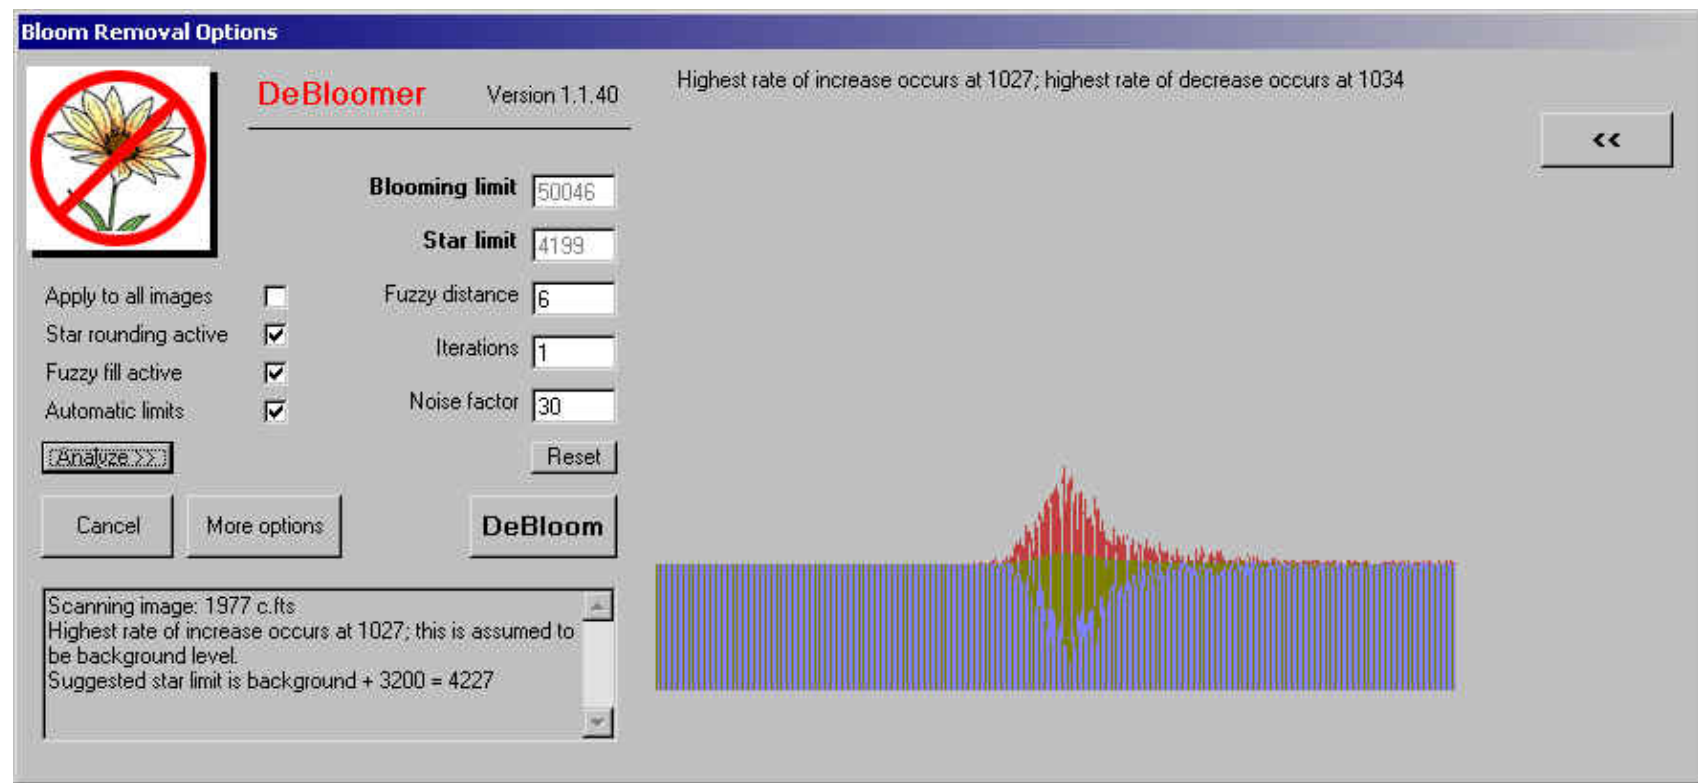 Bloom Removal Options
DeBloomer Version 1.1.40
Highest rate of increase occurs at 1027; highest rate of decrease occurs at 1034
<<
Blooming limit 50046
Star limit 4199
Apply to all images
Fuzzy distance 6
Star rounding active
Iterations 1
Fuzzy fill active
Noise factor 30
Automatic limits
Analyze >>
Reset
Cancel
More options
DeBloom
Scanning image: 1977 c.fts
Highest rate of increase occurs at 1027; this is assumed to
be background level.
Suggested star limit is background + 3200 = 4227